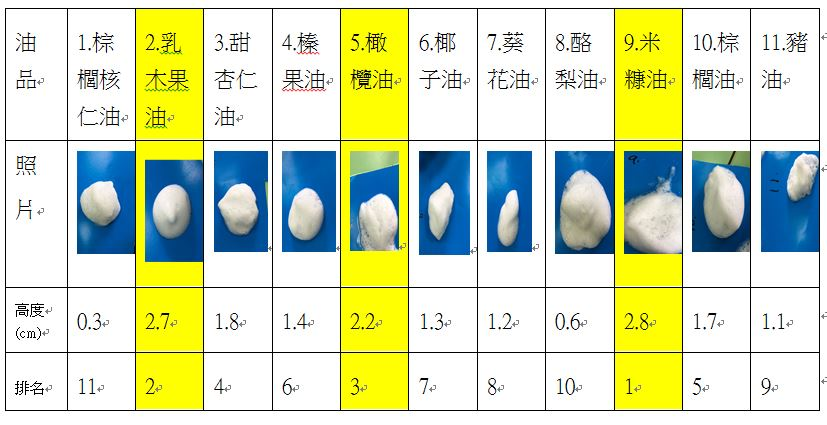 油品 1.棕櫚核仁油 2.乳木果油 3.甜杏仁油 4.榛果油 5.橄欖油 6.椰子油 7.葵花油 8.酪梨油 9.米糠油 10.棕櫚油 11.豬油
照片
高度(cm) 0.3 2.7 1.8 1.4 2.2 1.3 1.2 0.6 2.8 1.7 1.1
排名 11 2 4 6 3 7 8 10 1 5 9